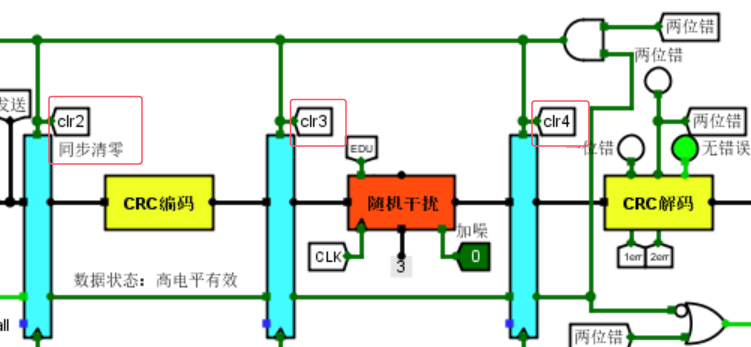 两位错
两位错
发送
clr2
clr3
clr4
两位错
同步清零
EDU
一位错
无错误
CRC编码
随机干扰
CRC解码
加噪
CLK
3
0
1err
2err
数据状态：高电平有效
all
两位错